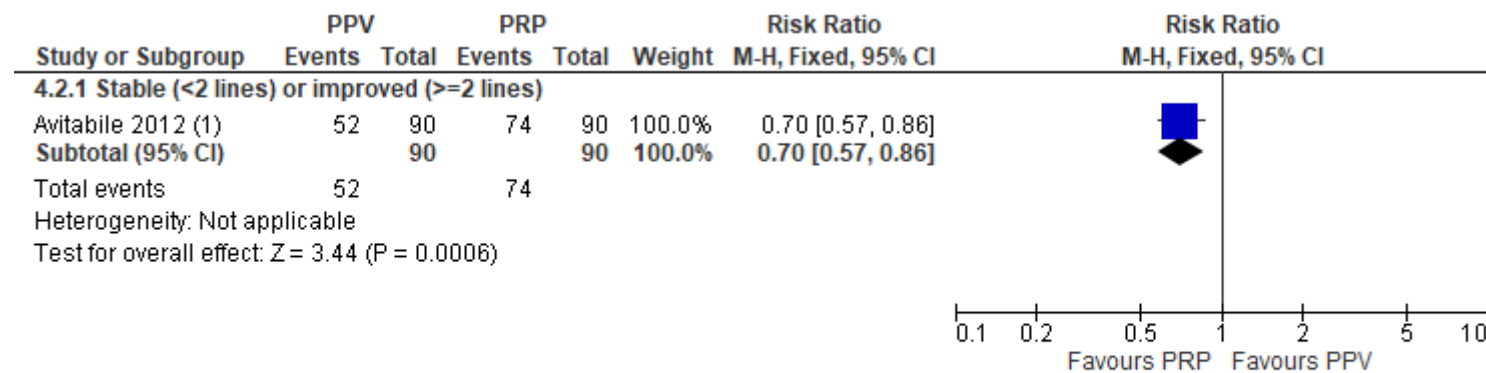 PPV PRP Risk Ratio Risk Ratio
Study or Subgroup Events Total Events Total Weight M-H, Fixed, 95% CI M-H, Fixed, 95% CI
4.2.1 Stable (<2 lines) or improved (>=2 lines)
Avitabile 2012 (1) 52 90 74 90 100.0% 0.70 [0.57, 0.86]
Subtotal (95% CI) 90 90 100.0% 0.70 [0.57, 0.86]
Total events 52 74
Heterogeneity: Not applicable
Test for overall effect: Z = 3.44 (P = 0.0006)
0.1 0.2 0.5 1 2 5 10
Favours PRP Favours PPV